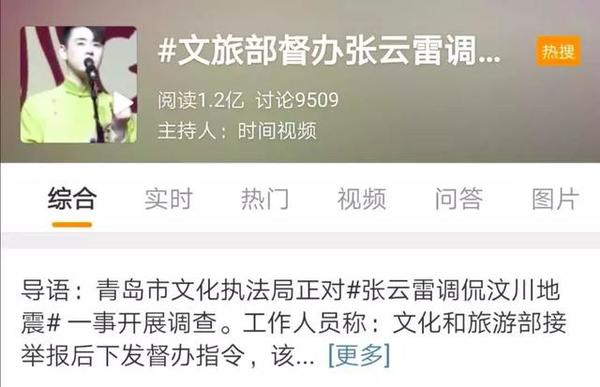 #文旅部督办张云雷调...
热搜
阅读1.2亿 讨论9509
主持人：时间视频
综合 实时 热门 视频 问答 图片
导语：青岛市文化执法局正对#张云雷调侃汶川地
震# 一事开展调查。工作人员称：文化和旅游部接
举报后下发督办指令，该... [更多]